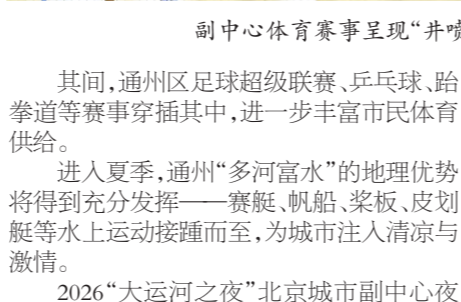 副中心体育赛事呈现“井喷
其间，通州区足球超级联赛、乒乓球、跆
拳道等赛事穿插其中，进一步丰富市民体育
供给。
进入夏季，通州“多河富水”的地理优势
将得到充分发挥——赛艇、帆船、桨板、皮划
艇等水上运动接踵而至，为城市注入清凉与
激情。
2026“大运河之夜”北京城市副中心夜